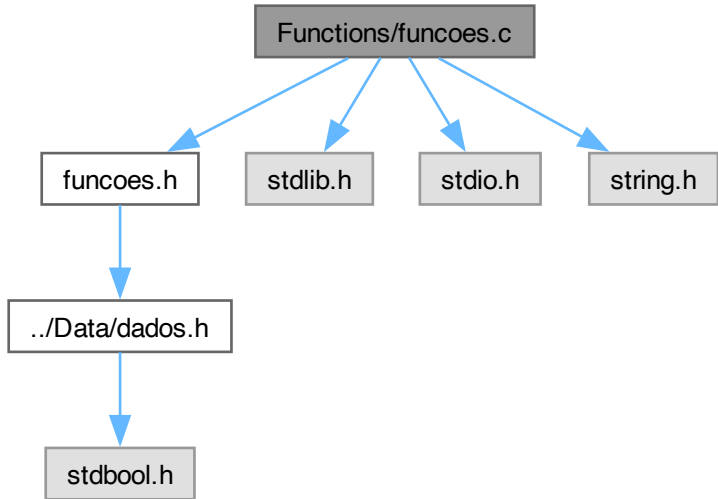 Functions/funcoes.c
funcoes.h
stdlib.h
stdio.h
string.h
../Data/dados.h
stdbool.h